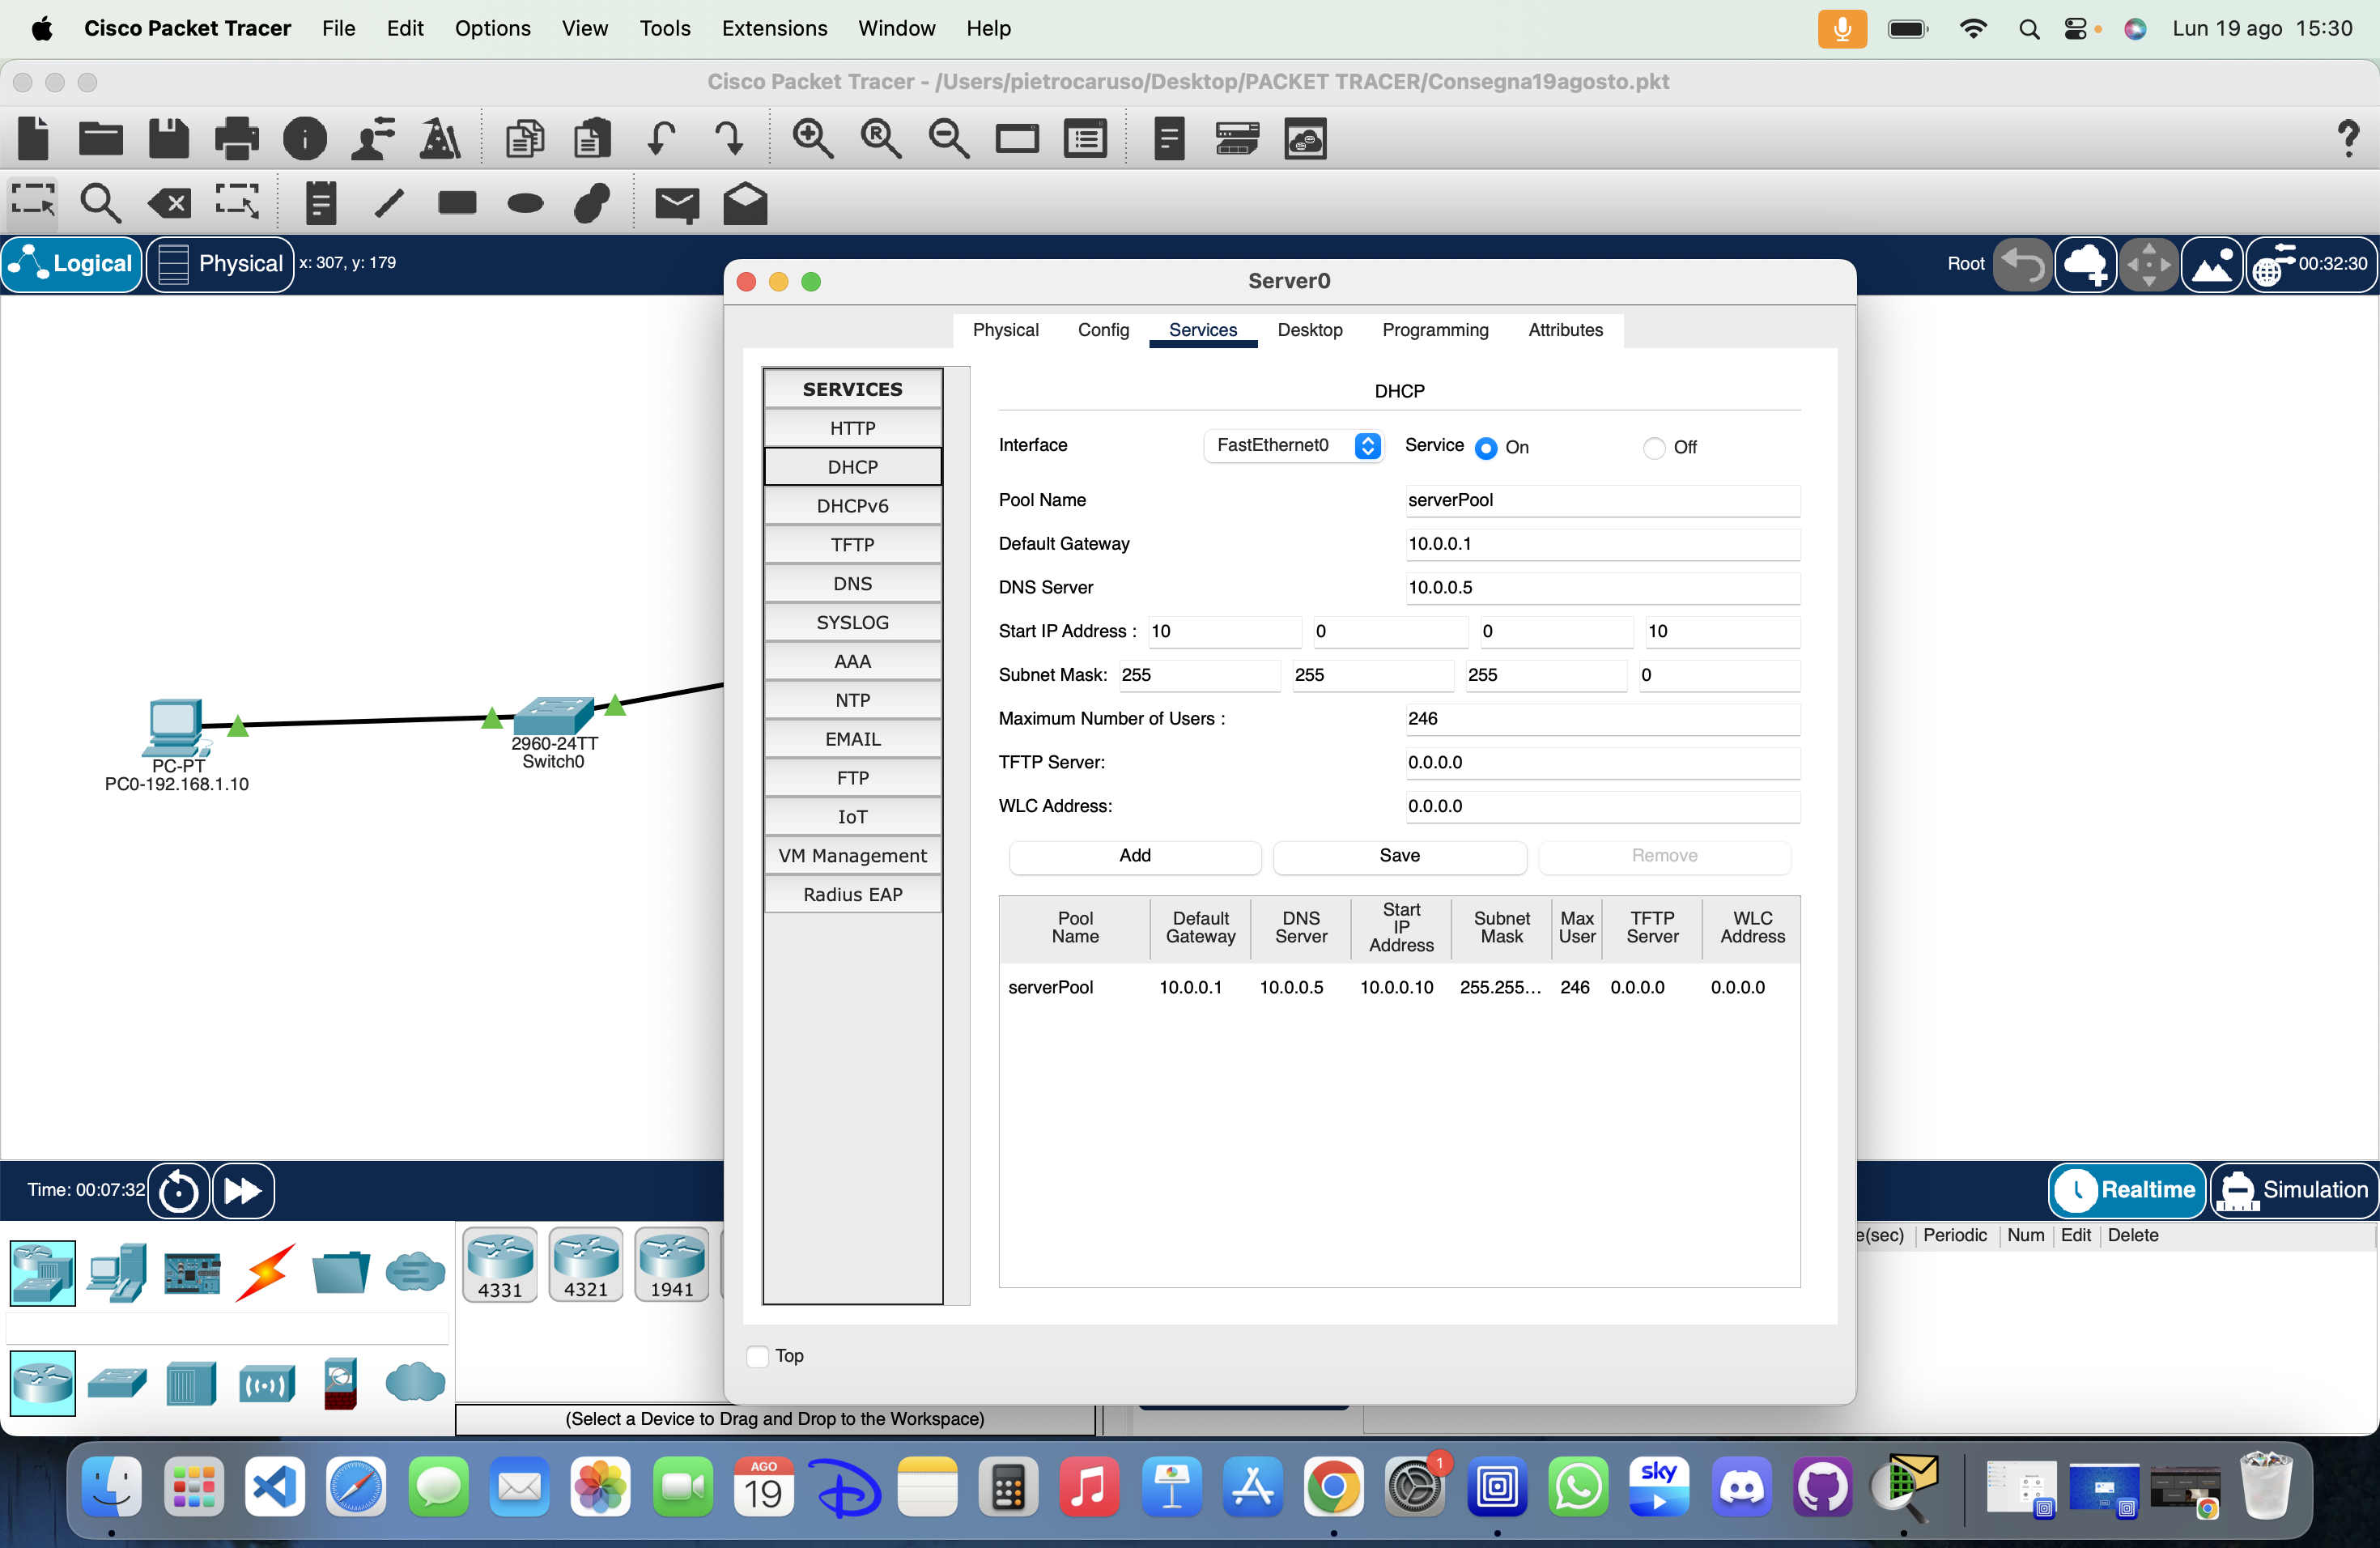 Cisco Packet Tracer File Edit Options View Tools Extensions Window Help Lun 19 ago 15:30
Cisco Packet Tracer - /Users/pietrocaruso/Desktop/PACKET TRACER/Consegna19agosto.pkt
Logical Physical x: 307, y: 179 Root 00:32:30
Server0
Physical Config Services Desktop Programming Attributes
SERVICES
HTTP
DHCP
DHCPv6
TFTP
DNS
SYSLOG
AAA
NTP
EMAIL
FTP
IoT
VM Management
Radius EAP
DHCP
Interface FastEthernet0 Service On Off
Pool Name serverPool
Default Gateway 10.0.0.1
DNS Server 10.0.0.5
Start IP Address : 10 0 0 10
Subnet Mask: 255 255 255 0
Maximum Number of Users : 246
TFTP Server: 0.0.0.0
WLC Address: 0.0.0.0
Add Save Remove
Pool Name Default Gateway DNS Server Start IP Address Subnet Mask Max User TFTP Server WLC Address
serverPool 10.0.0.1 10.0.0.5 10.0.0.10 255.255... 246 0.0.0.0 0.0.0.0
Top
PC-PT
PC0-192.168.1.10
2960-24TT
Switch0
Time: 00:07:32 Realtime Simulation
4331 4321 1941
e(sec) Periodic Num Edit Delete
(Select a Device to Drag and Drop to the Workspace)
AGO
19
1
sky